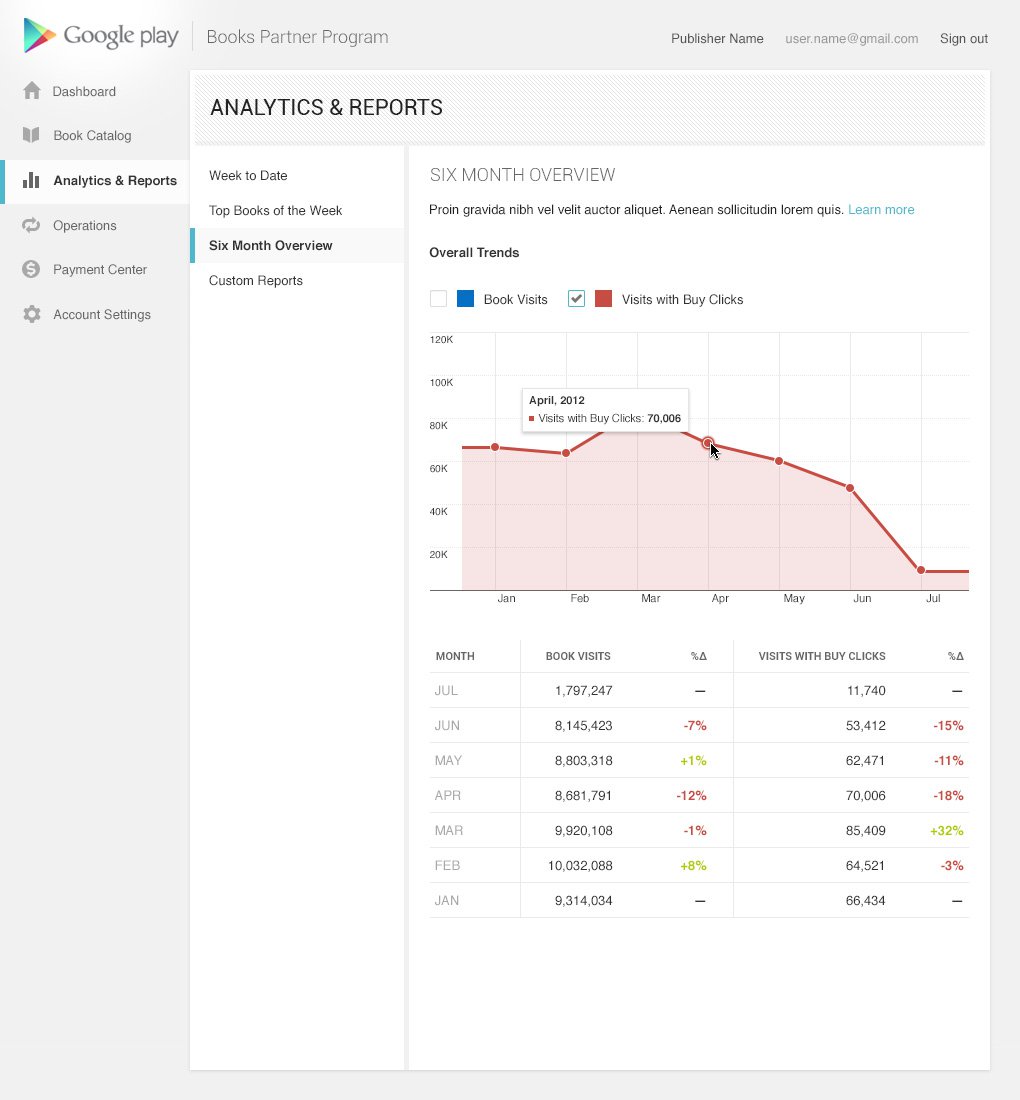 Google play Books Partner Program Publisher Name user.name@gmail.com Sign out
Dashboard
Book Catalog
Analytics & Reports
Operations
Payment Center
Account Settings
ANALYTICS & REPORTS
Week to Date
Top Books of the Week
Six Month Overview
Custom Reports
SIX MONTH OVERVIEW
Proin gravida nibh vel velit auctor aliquet. Aenean sollicitudin lorem quis. Learn more
Overall Trends
Book Visits Visits with Buy Clicks
120K
100K
80K
60K
40K
20K
April, 2012
Visits with Buy Clicks: 70,006
Jan Feb Mar Apr May Jun Jul
MONTH BOOK VISITS %Δ VISITS WITH BUY CLICKS %Δ
JUL 1,797,247 — 11,740 —
JUN 8,145,423 -7% 53,412 -15%
MAY 8,803,318 +1% 62,471 -11%
APR 8,681,791 -12% 70,006 -18%
MAR 9,920,108 -1% 85,409 +32%
FEB 10,032,088 +8% 64,521 -3%
JAN 9,314,034 — 66,434 —